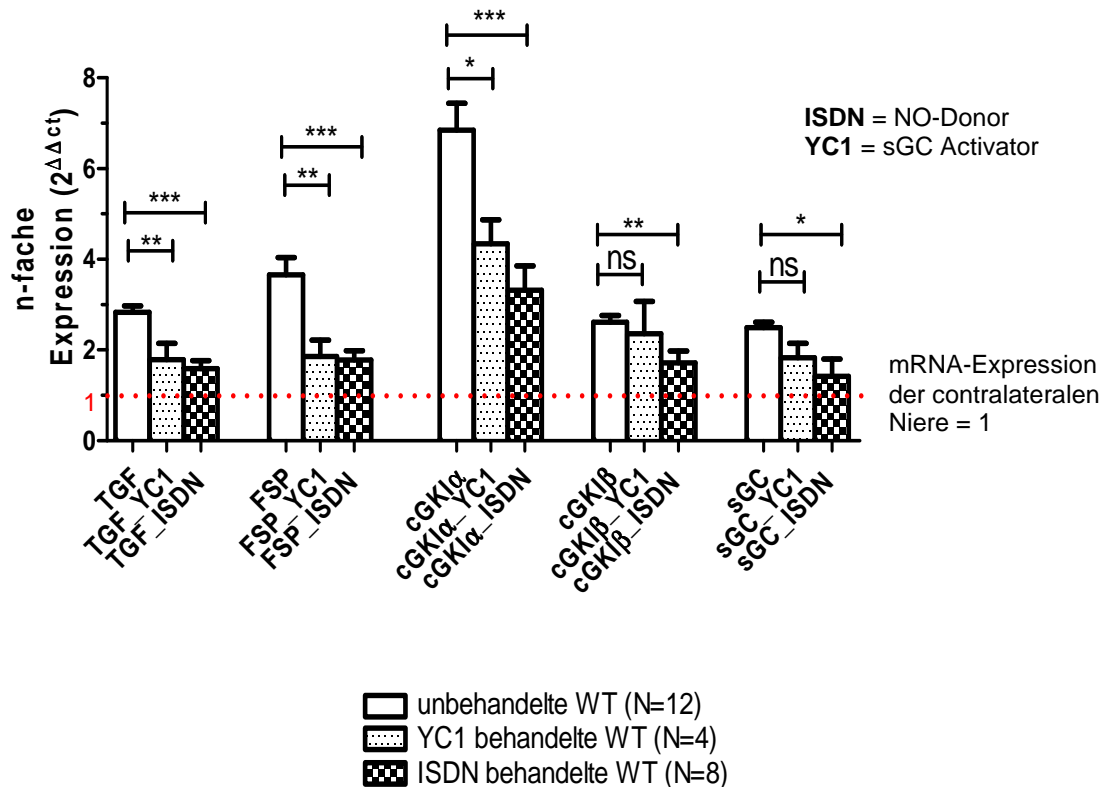 ***
*
8
ISDN = NO-Donor
YC1 = sGC Activator
***
**
6
***
**
**
ns
*
ns
4
2
1
0
n-fache
Expression (2^ΔΔct)
mRNA-Expression
der contralateralen
Niere = 1
TGF
TGF_YC1
TGF_ISDN
FSP
FSP_YC1
FSP_ISDN
cGKIα
cGKIα_YC1
cGKIα_ISDN
cGKIβ
cGKIβ_YC1
cGKIβ_ISDN
sGC
sGC_YC1
sGC_ISDN
unbehandelte WT (N=12)
YC1 behandelte WT (N=4)
ISDN behandelte WT (N=8)